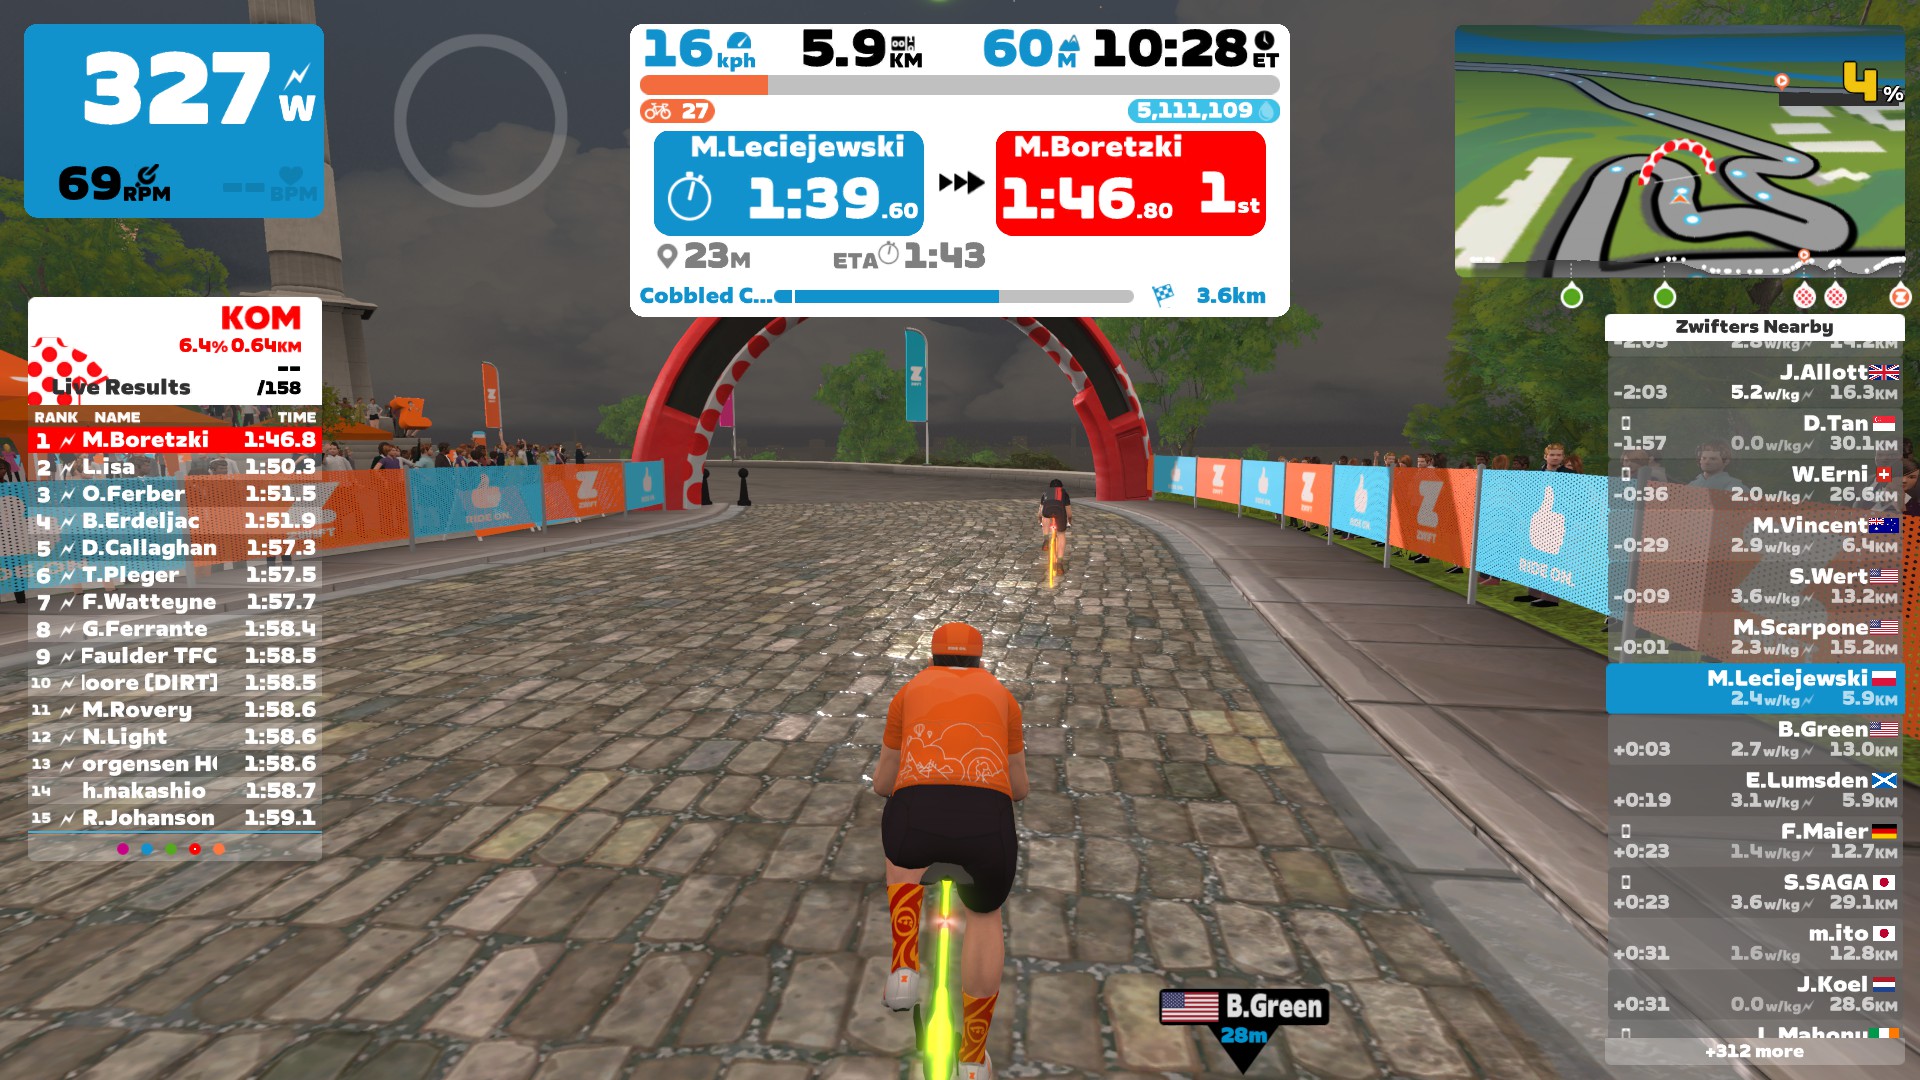 327 W
69 RPM -- BPM
16 kph 5.9 KM 60 M 10:28 ET
27 5,111,109
M.Leciejewski
1:39.60
M.Boretzki
1:46.80 1st
23M ETA 1:43
Cobbled C... 3.6km
4 %
KOM
6.4% 0.64KM
--
Live Results /158
RANK NAME TIME
1 M.Boretzki 1:46.8
2 L.isa 1:50.3
3 O.Ferber 1:51.5
4 B.Erdeljac 1:51.9
5 D.Callaghan 1:57.3
6 T.Pleger 1:57.5
7 F.Watteyne 1:57.7
8 G.Ferrante 1:58.4
9 Faulder TFC 1:58.5
10 loore [DIRT] 1:58.5
11 M.Rovery 1:58.6
12 N.Light 1:58.6
13 orgensen H 1:58.6
14 h.nakashio 1:58.7
15 R.Johanson 1:59.1
Zwifters Nearby
-2:05 2.8w/kg 14.2KM
J.Allott
-2:03 5.2w/kg 16.3KM
D.Tan
-1:57 0.0w/kg 30.1KM
W.Erni
-0:36 2.0w/kg 26.6KM
M.Vincent
-0:29 2.9w/kg 6.4KM
S.Wert
-0:09 3.6w/kg 13.2KM
M.Scarpone
-0:01 2.3w/kg 15.2KM
M.Leciejewski
2.4w/kg 5.9KM
B.Green
+0:03 2.7w/kg 13.0KM
E.Lumsden
+0:19 3.1w/kg 5.9KM
F.Maier
+0:23 1.4w/kg 12.7KM
S.SAGA
+0:23 3.6w/kg 29.1KM
m.ito
+0:31 1.6w/kg 12.8KM
J.Koel
+0:31 0.0w/kg 28.6KM
L.Mahony
+312 more
RIDE ON.
ZWIFT
ZWIFT
RIDE ON.
B.Green
28m